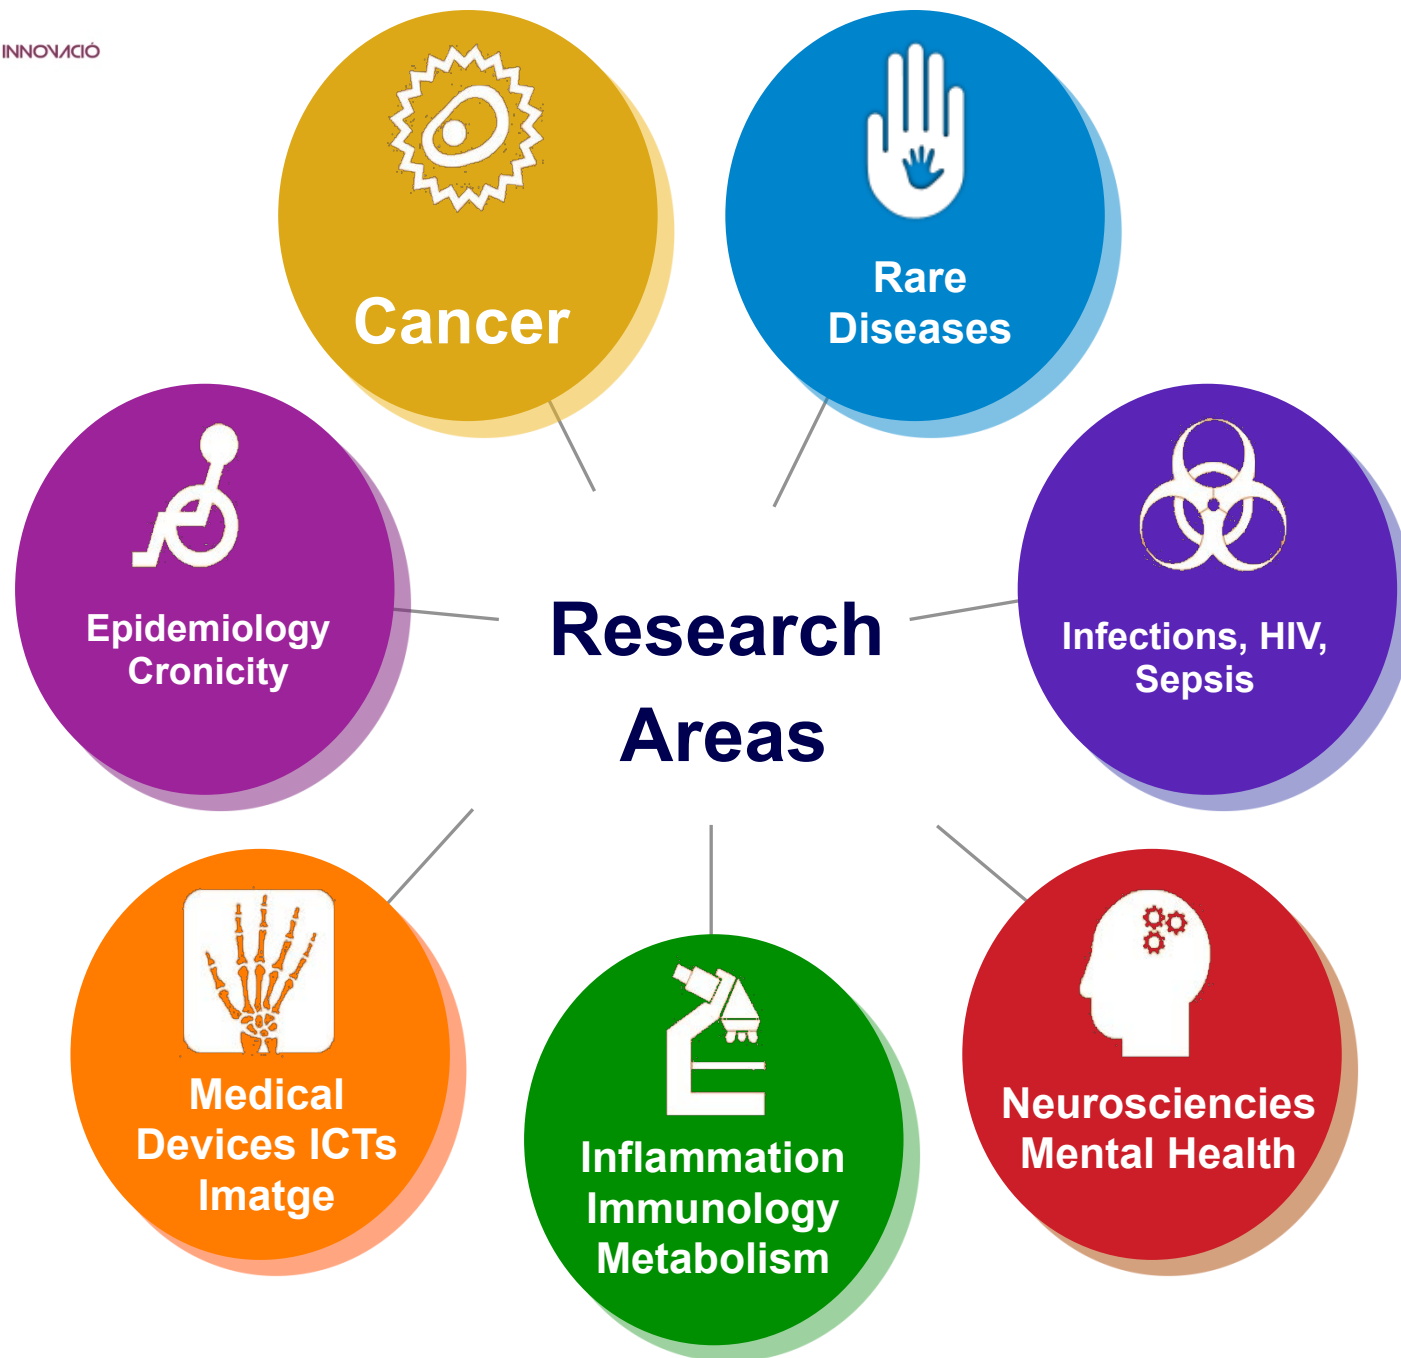 INNOVACIÓ
Cancer
Rare
Diseases
Epidemiology
Cronicity
Infections, HIV,
Sepsis
Research
Areas
Medical
Devices ICTs
Imatge
Inflammation
Immunology
Metabolism
Neurosciencies
Mental Health